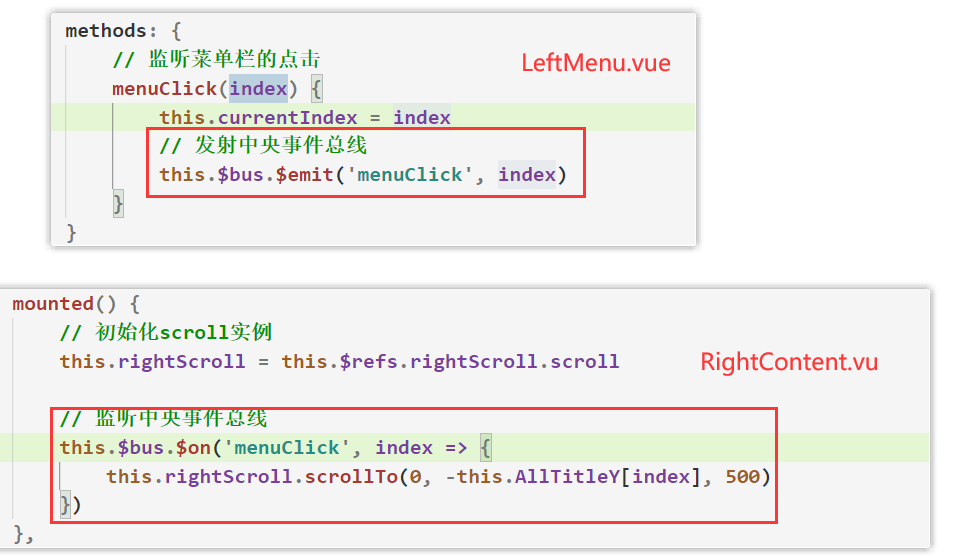 methods: {
// 监听菜单栏的点击
LeftMenu.vue
menuClick(index) {
this.currentIndex = index
// 发射中央事件总线
this.$bus.$emit('menuClick', index)
}
}
mounted() {
// 初始化scroll实例
this.rightScroll = this.$refs.rightScroll.scroll
RightContent.vu
// 监听中央事件总线
this.$bus.$on('menuClick', index => {
this.rightScroll.scrollTo(0, -this.AllTitleY[index], 500)
})
},